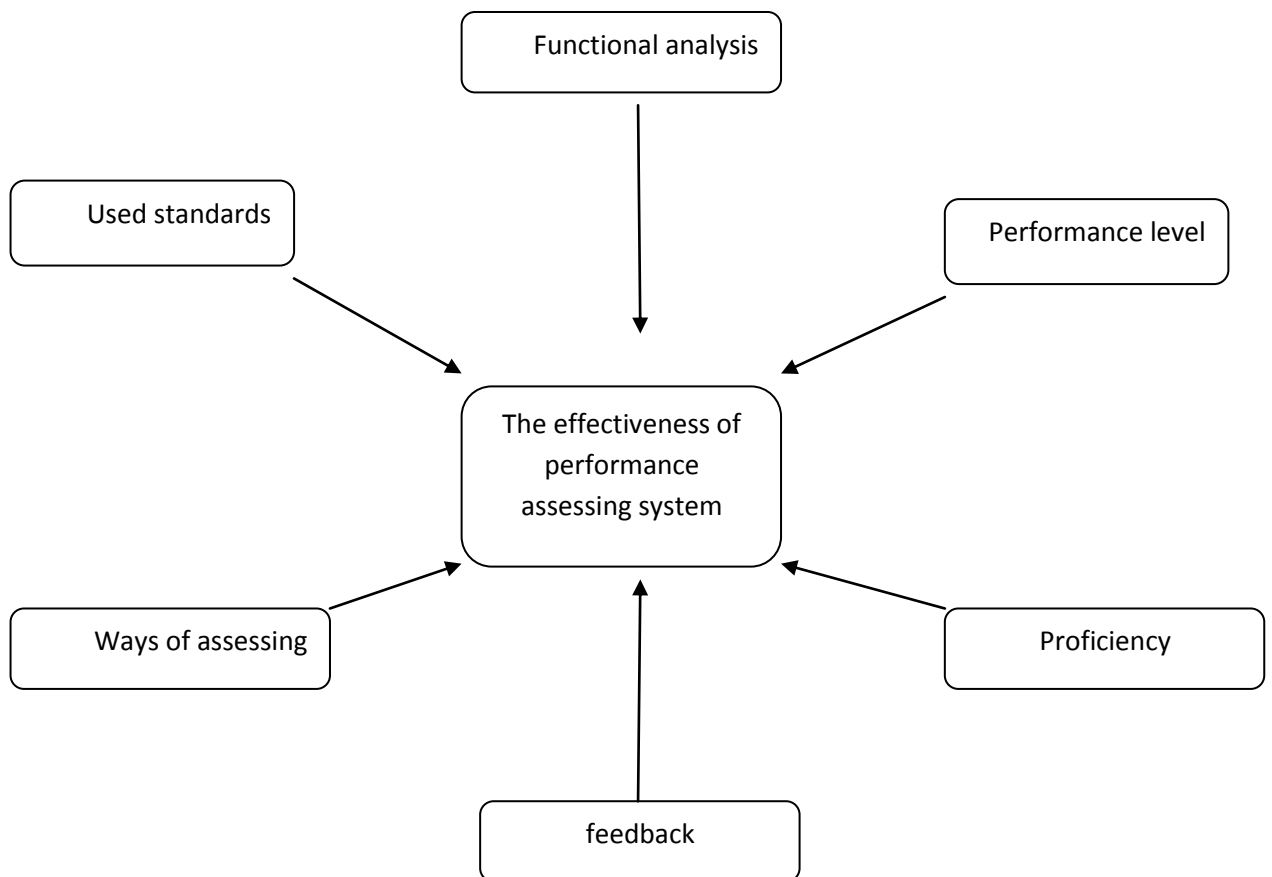 Functional analysis
Used standards
Performance level
The effectiveness of
performance
assessing system
Ways of assessing
Proficiency
feedback